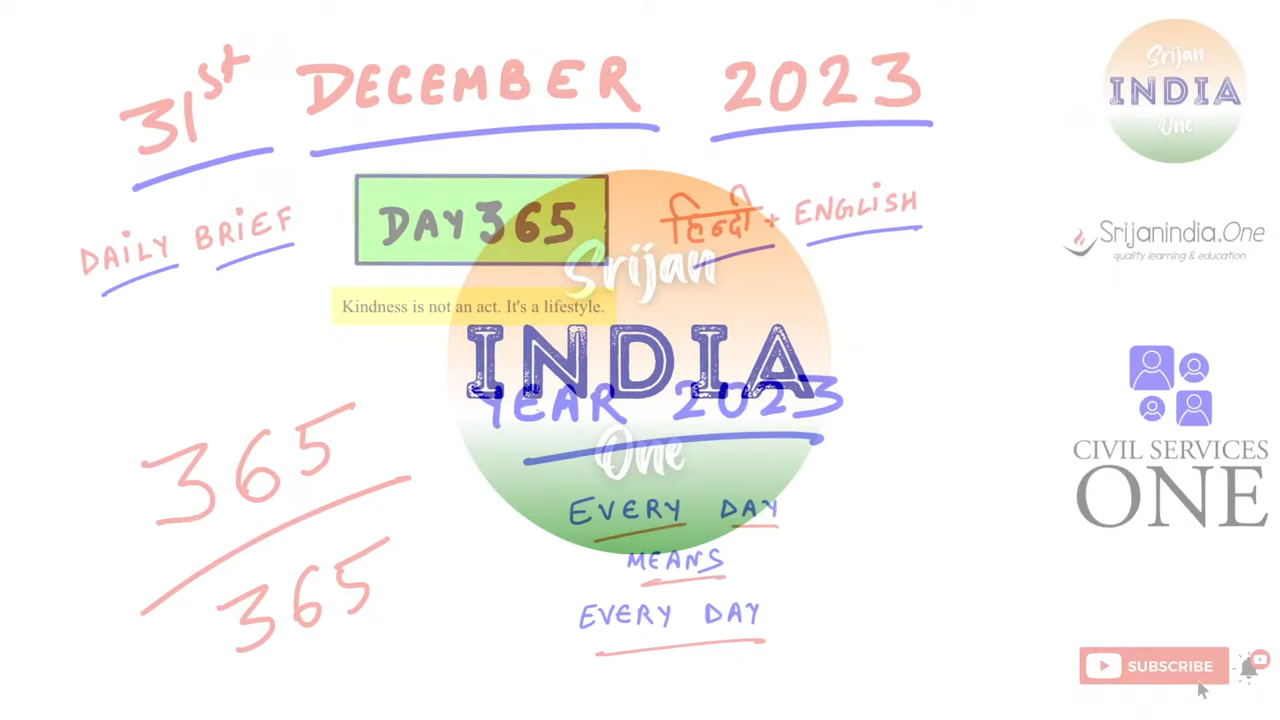 31st DECEMBER 2023
Srijan
INDIA
One
DAILY BRIEF
DAY 365
हिन्दी + ENGLISH
Srijanindia.One
quality learning & education
Srijan
Kindness is not an act. It's a lifestyle.
INDIA
YEAR 2023
One
365
365
EVERY DAY
MEANS
EVERY DAY
CIVIL SERVICES
ONE
SUBSCRIBE